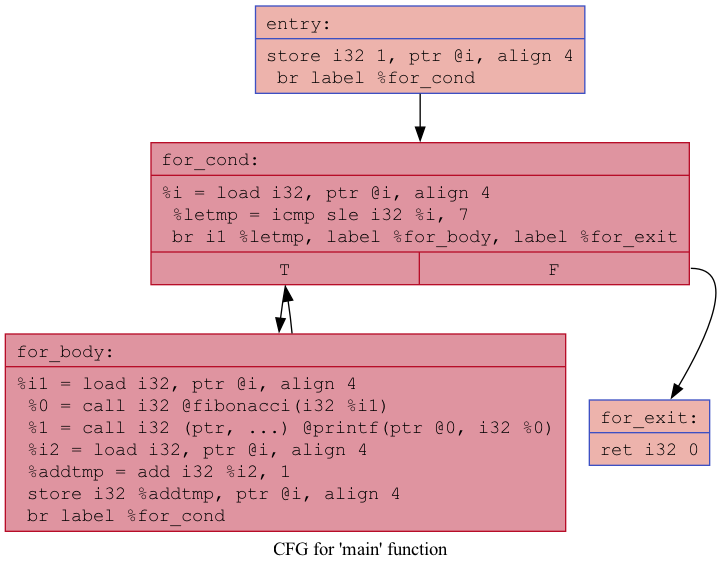 entry:
store i32 1, ptr @i, align 4
br label %for_cond
for_cond:
%i = load i32, ptr @i, align 4
%letmp = icmp sle i32 %i, 7
br i1 %letmp, label %for_body, label %for_exit
T
F
for_body:
%i1 = load i32, ptr @i, align 4
%0 = call i32 @fibonacci(i32 %i1)
%1 = call i32 (ptr, ...) @printf(ptr @0, i32 %0)
%i2 = load i32, ptr @i, align 4
%addtmp = add i32 %i2, 1
store i32 %addtmp, ptr @i, align 4
br label %for_cond
for_exit:
ret i32 0
CFG for 'main' function